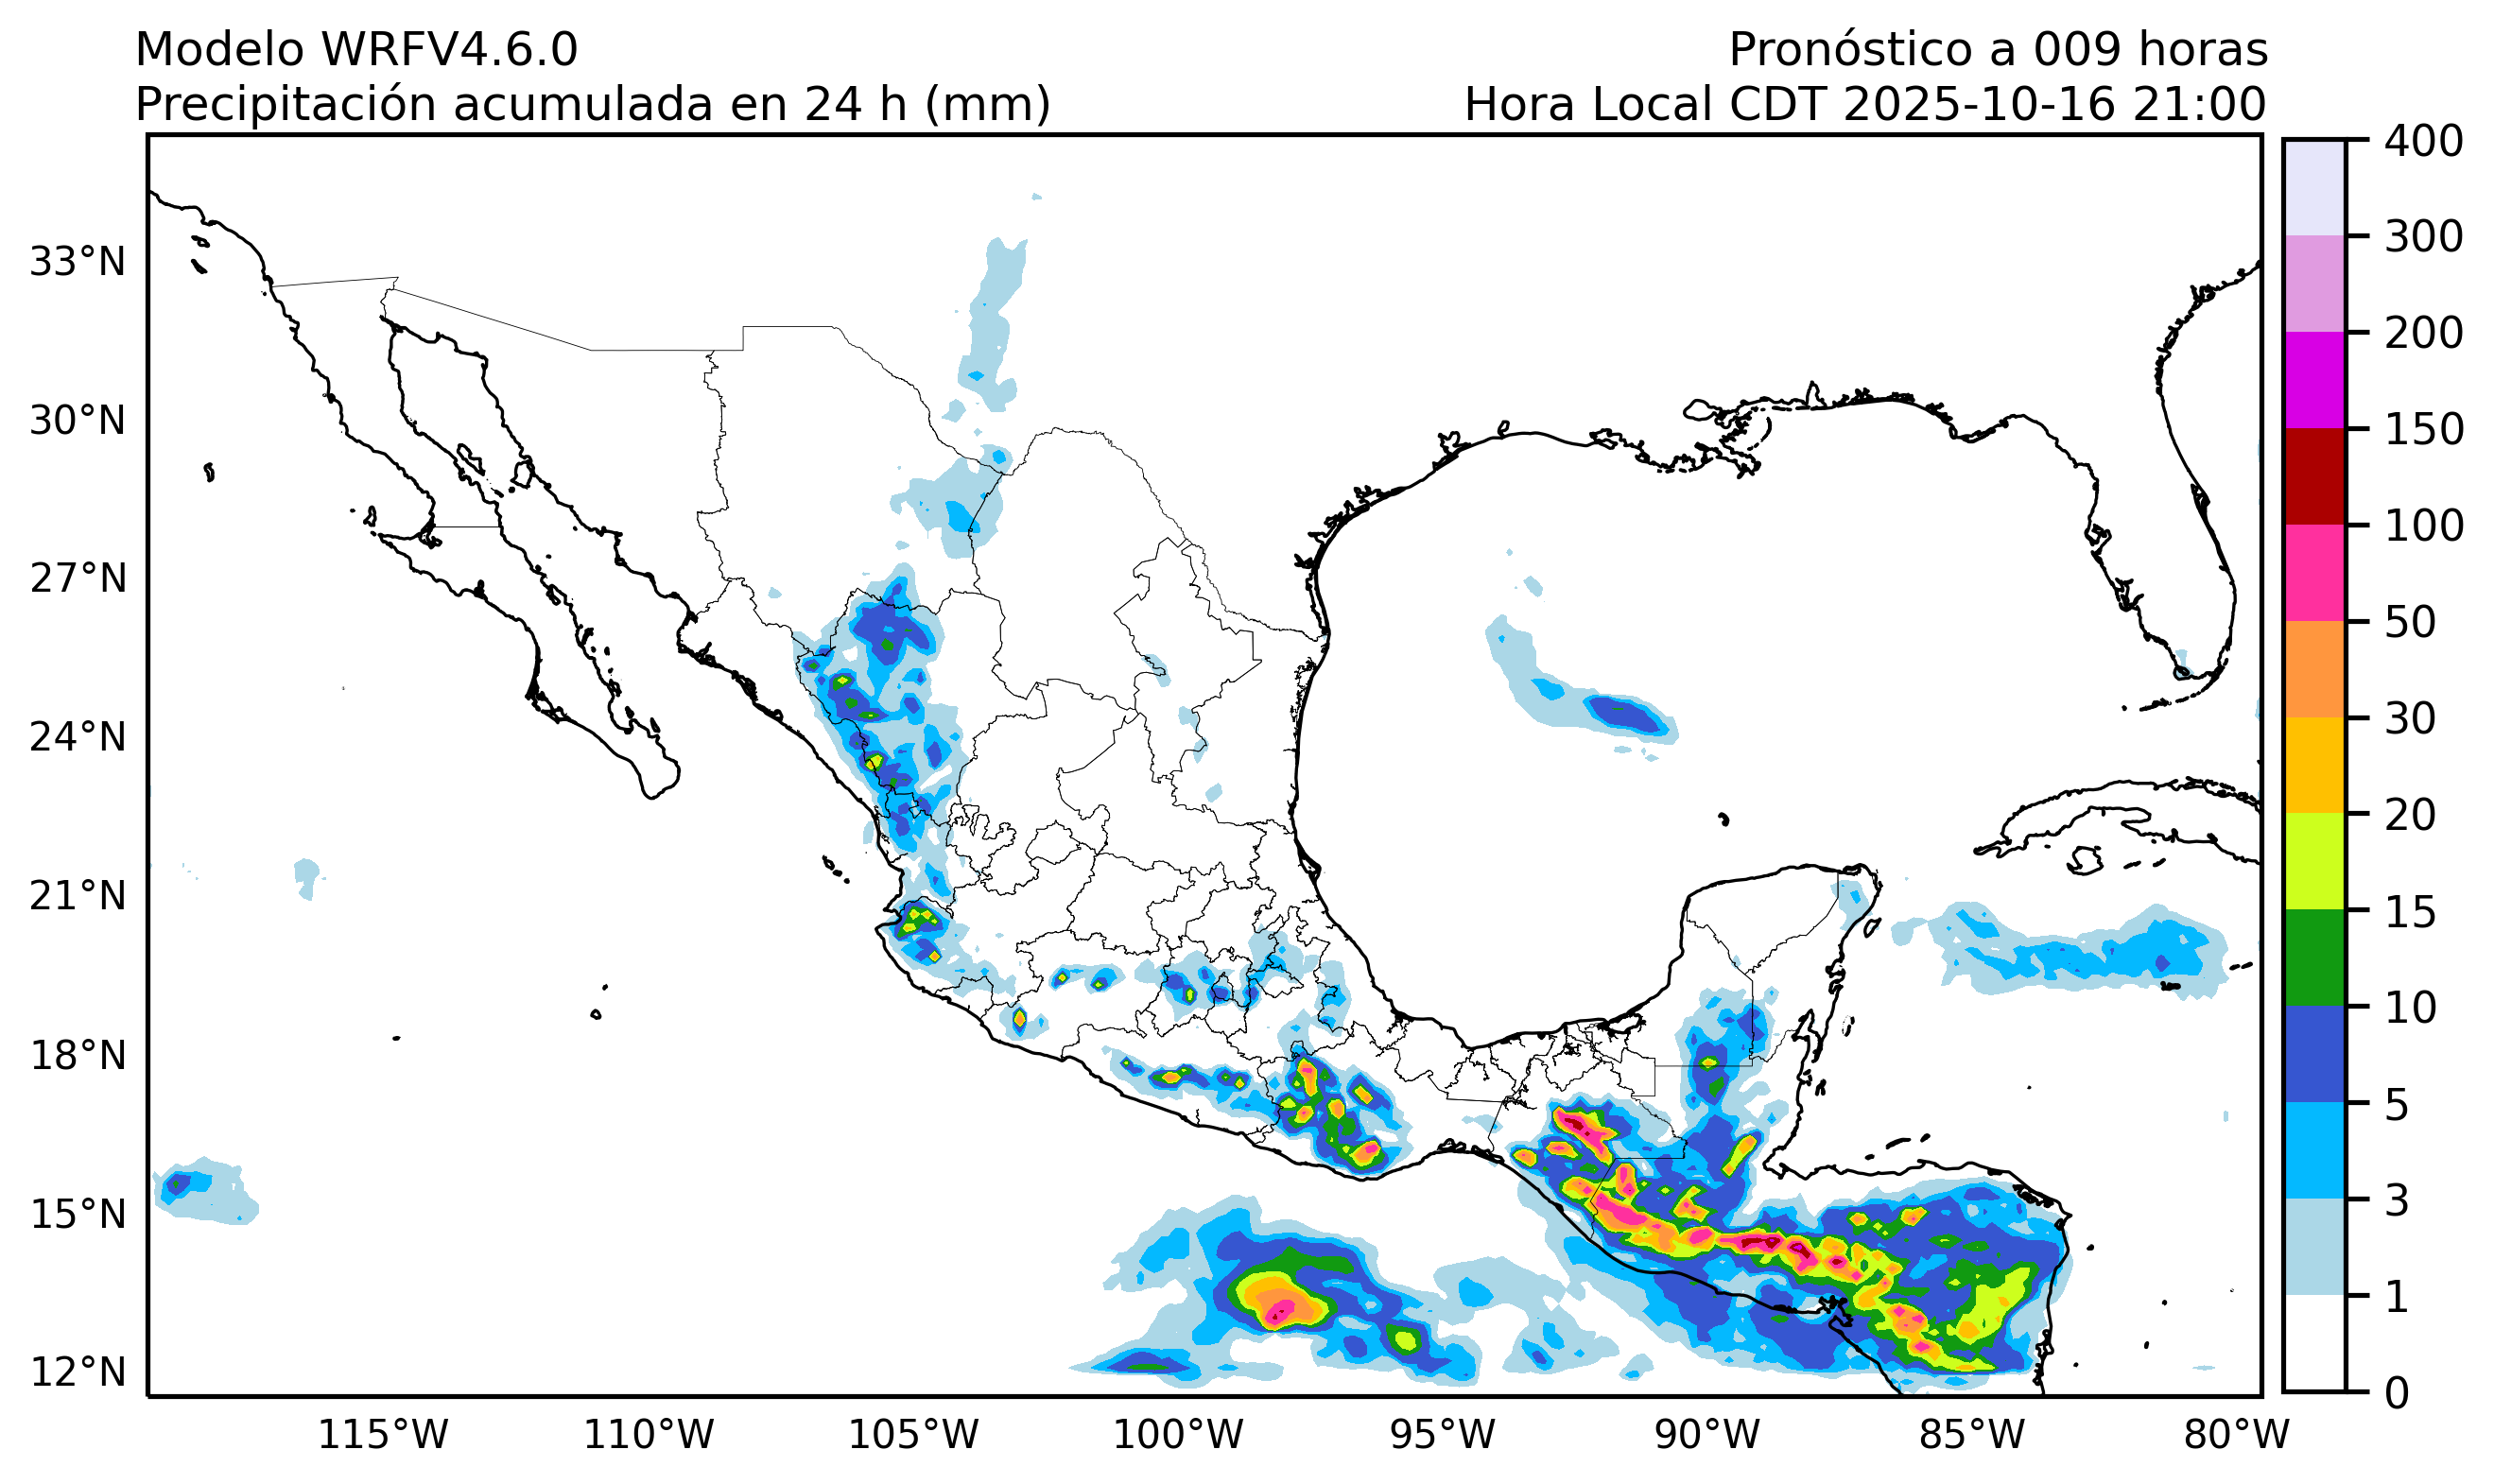 Modelo WRFV4.6.0
Pronóstico a 009 horas
Precipitación acumulada en 24 h (mm)
Hora Local CDT 2025-10-16 21:00
33°N
30°N
27°N
24°N
21°N
18°N
15°N
12°N
115°W
110°W
105°W
100°W
95°W
90°W
85°W
80°W
400
300
200
150
100
50
30
20
15
10
5
3
1
0